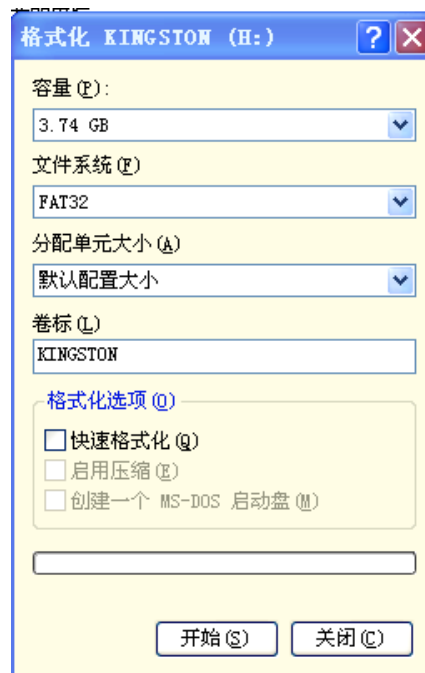 格式化 KINGSTON (H:)
容量(P):
3.74 GB
文件系统(F)
FAT32
分配单元大小(A)
默认配置大小
卷标(L)
KINGSTON
格式化选项(O)
快速格式化(Q)
启用压缩(E)
创建一个 MS-DOS 启动盘(M)
开始(S) 关闭(C)